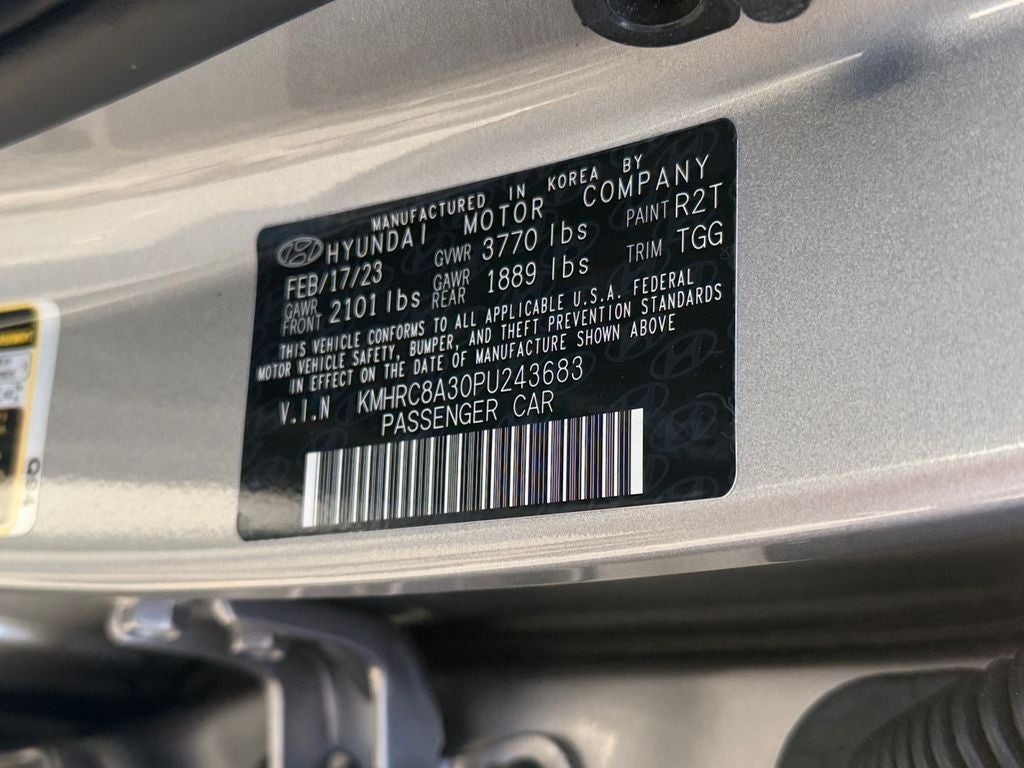 MANUFACTURED IN KOREA BY
HYUNDAI MOTOR COMPANY
FEB/17/23 GVWR 3770 lbs PAINT R2T
GAWR FRONT 2101 lbs GAWR REAR 1889 lbs TRIM TGG
THIS VEHICLE CONFORMS TO ALL APPLICABLE U.S.A. FEDERAL
MOTOR VEHICLE SAFETY, BUMPER, AND THEFT PREVENTION STANDARDS
IN EFFECT ON THE DATE OF MANUFACTURE SHOWN ABOVE
V.I.N KMHRC8A30PU243683
PASSENGER CAR